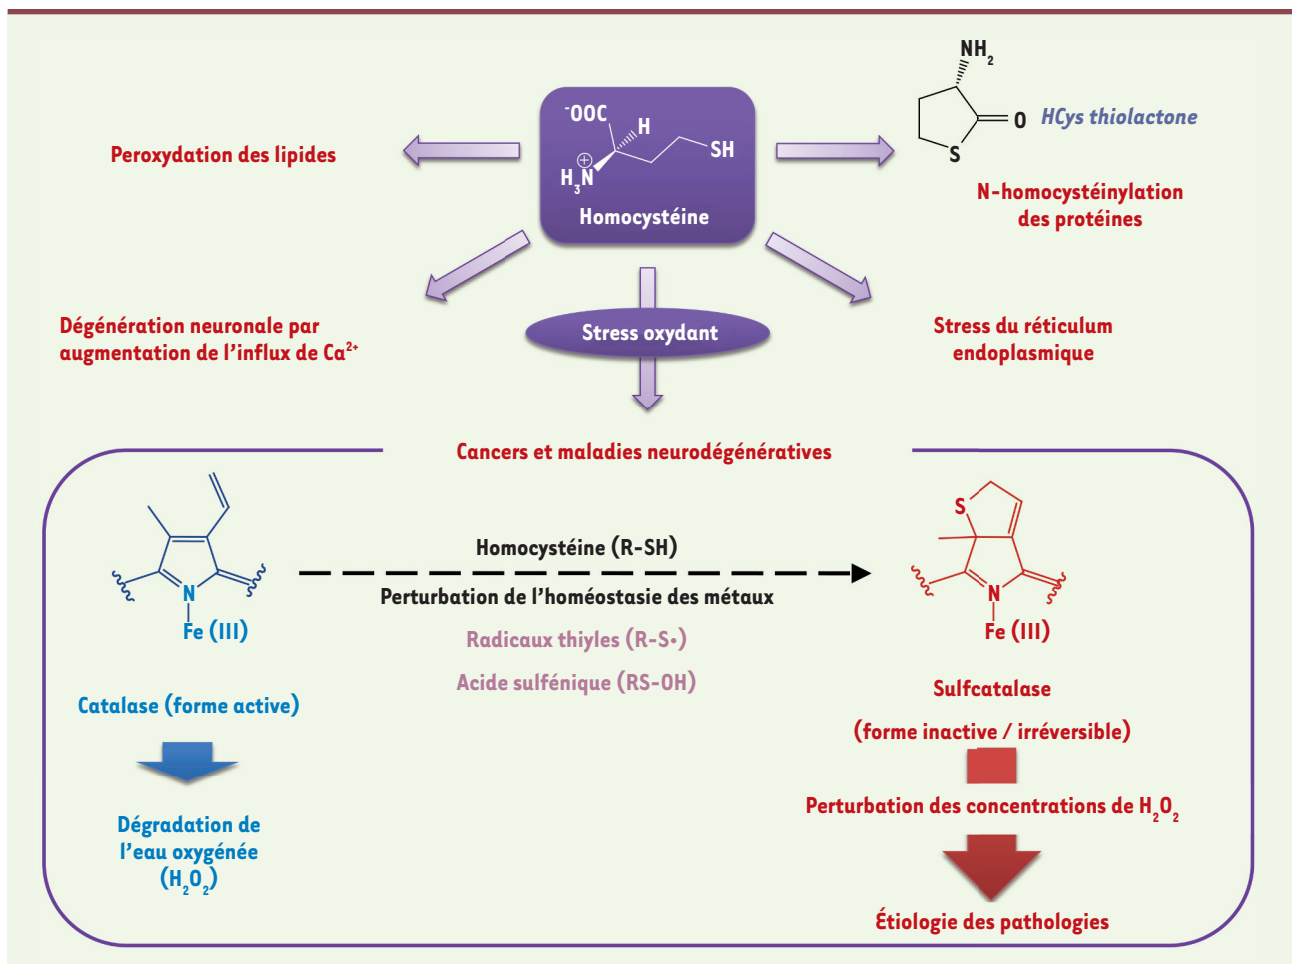 NH₂
⁻OOC
H
SH
H₃N
⊕
Homocystéine
O
S
HCys thiolactone
Peroxydation des lipides
N-homocystéinylation
des protéines
Dégénération neuronale par
augmentation de l'influx de Ca²⁺
Stress oxydant
Stress du réticulum
endoplasmique
Cancers et maladies neurodégénératives
N
Fe (III)
Homocystéine (R-SH)
Perturbation de l'homéostasie des métaux
Radicaux thiyles (R-S•)
Acide sulfénique (RS-OH)
S
N
Fe (III)
Catalase (forme active)
Dégradation de
l'eau oxygénée
(H₂O₂)
Sulfcatalase
(forme inactive / irréversible)
Perturbation des concentrations de H₂O₂
Étiologie des pathologies